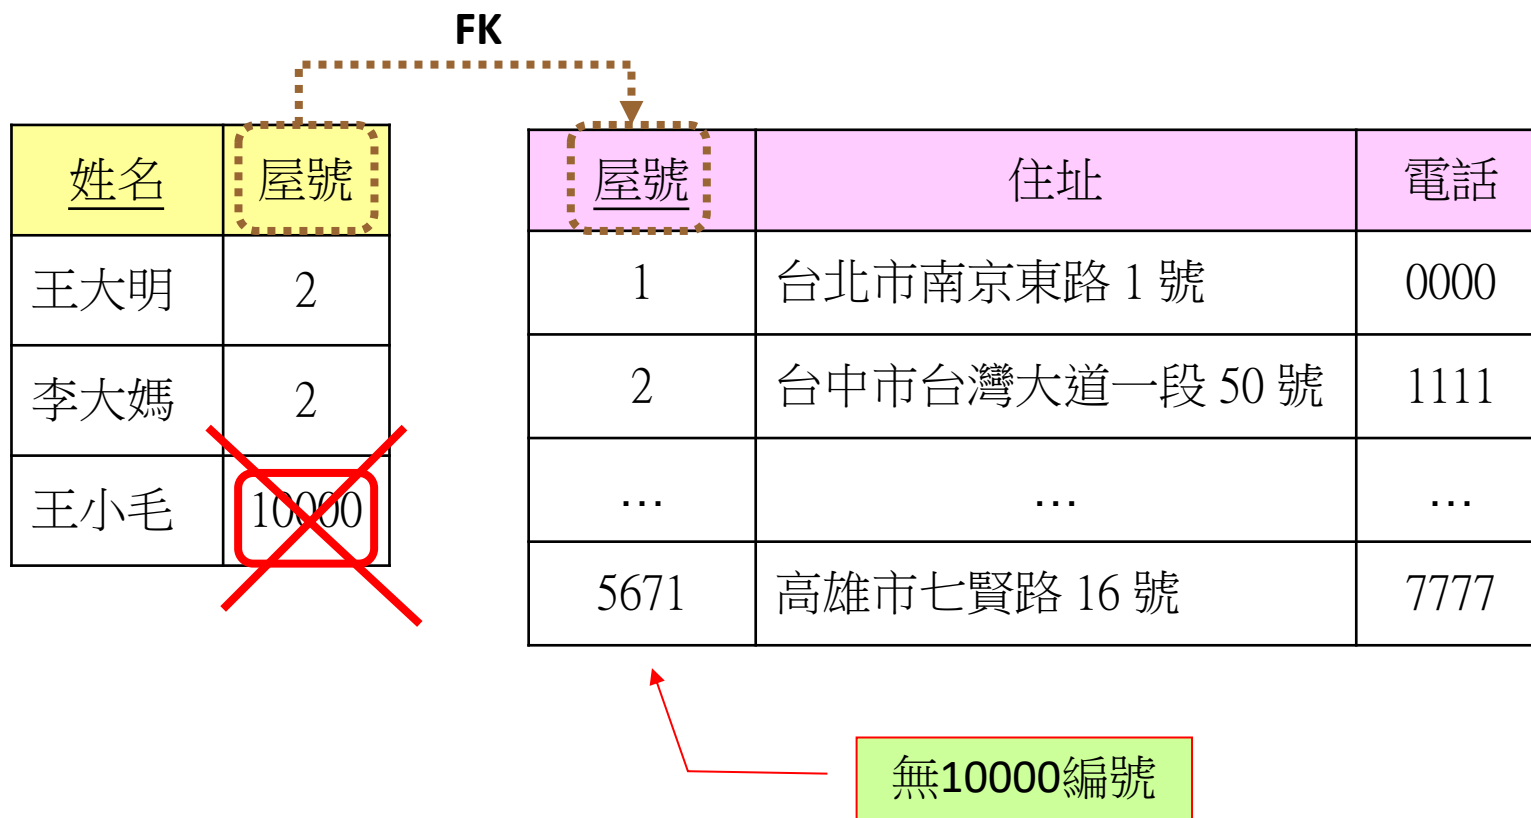 FK
姓名 屋號
王大明 2
李大媽 2
王小毛 10000
屋號 住址 電話
1 台北市南京東路 1 號 0000
2 台中市台灣大道一段 50 號 1111
… … …
5671 高雄市七賢路 16 號 7777
無10000編號